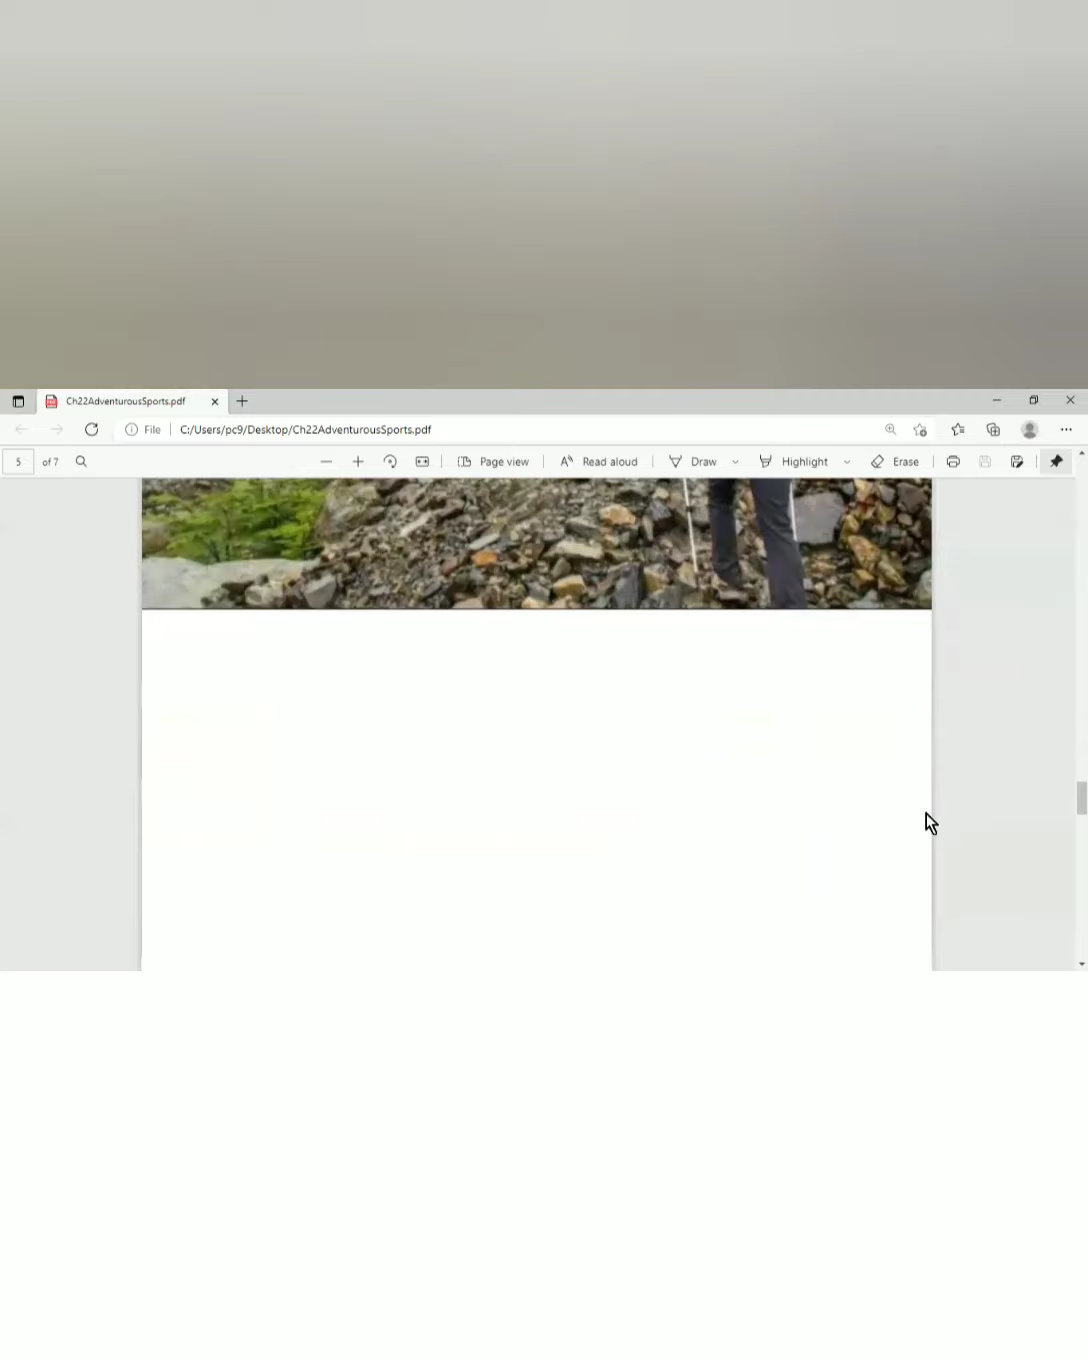 Ch22AdventurousSports.pdf
File C:/Users/pc9/Desktop/Ch22AdventurousSports.pdf
5 of 7 Page view Read aloud Draw Highlight Erase